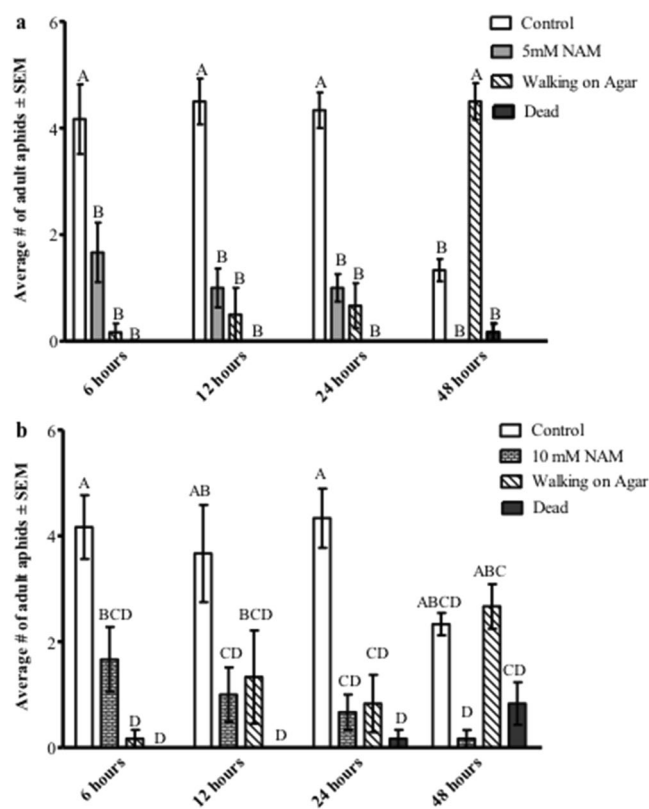 a
6
4
2
0
Average # of adult aphids ± SEM
Control
5mM NAM
Walking on Agar
Dead
A
B
B
B
A
B
B
B
A
B
B
B
B
B
A
B
6 hours
12 hours
24 hours
48 hours
b
6
4
2
0
Average # of adult aphids ± SEM
Control
10 mM NAM
Walking on Agar
Dead
A
BCD
D
D
AB
CD
BCD
D
A
CD
CD
D
ABCD
D
ABC
CD
6 hours
12 hours
24 hours
48 hours